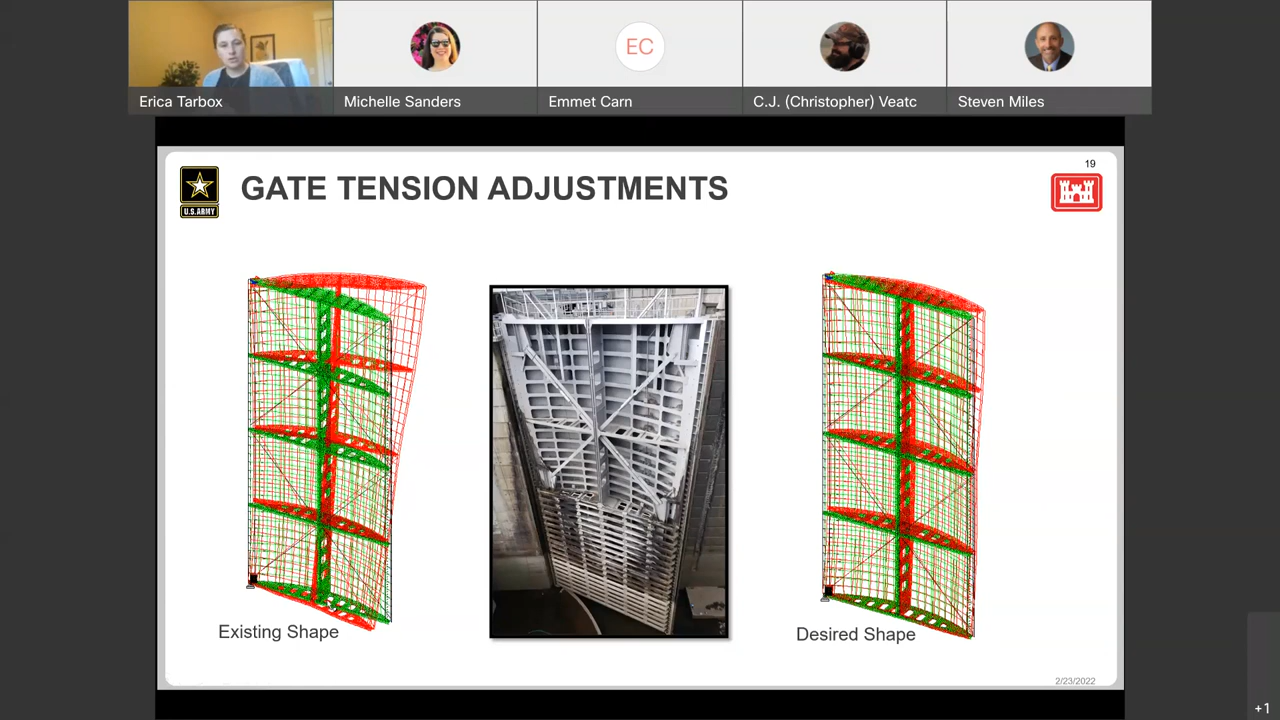 Erica Tarbox
Michelle Sanders
EC
Emmet Carn
C.J. (Christopher) Veatc
Steven Miles
19
U.S.ARMY
GATE TENSION ADJUSTMENTS
Existing Shape
Desired Shape
2/23/2022
+1